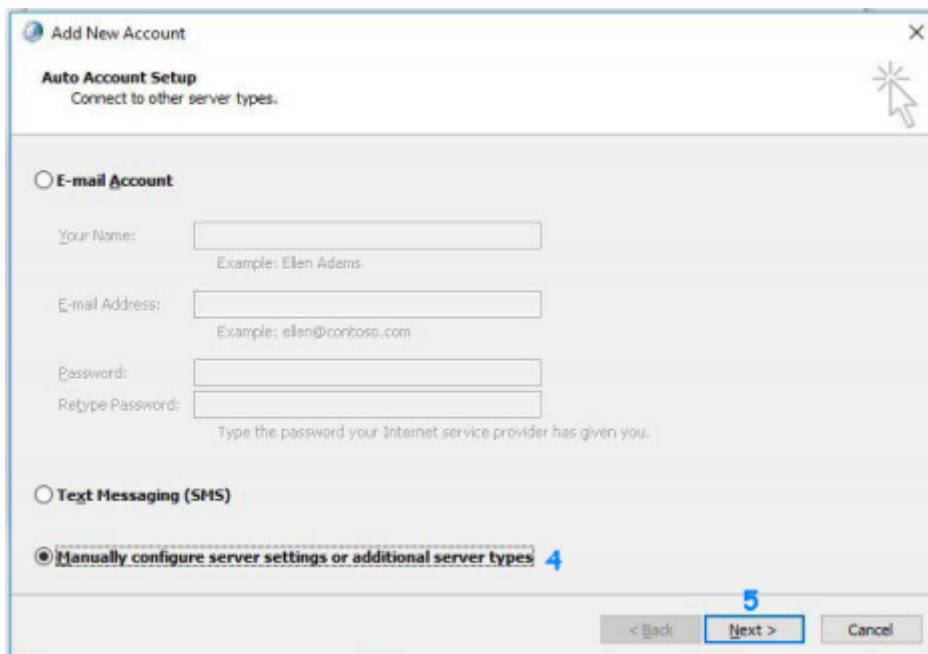 Add New Account
Auto Account Setup
Connect to other server types.
E-mail Account
Your Name:
Example: Ellen Adams
E-mail Address:
Example: ellen@contoso.com
Password:
Retype Password:
Type the password your Internet service provider has given you.
Text Messaging (SMS)
Manually configure server settings or additional server types 4
5
< Back Next > Cancel